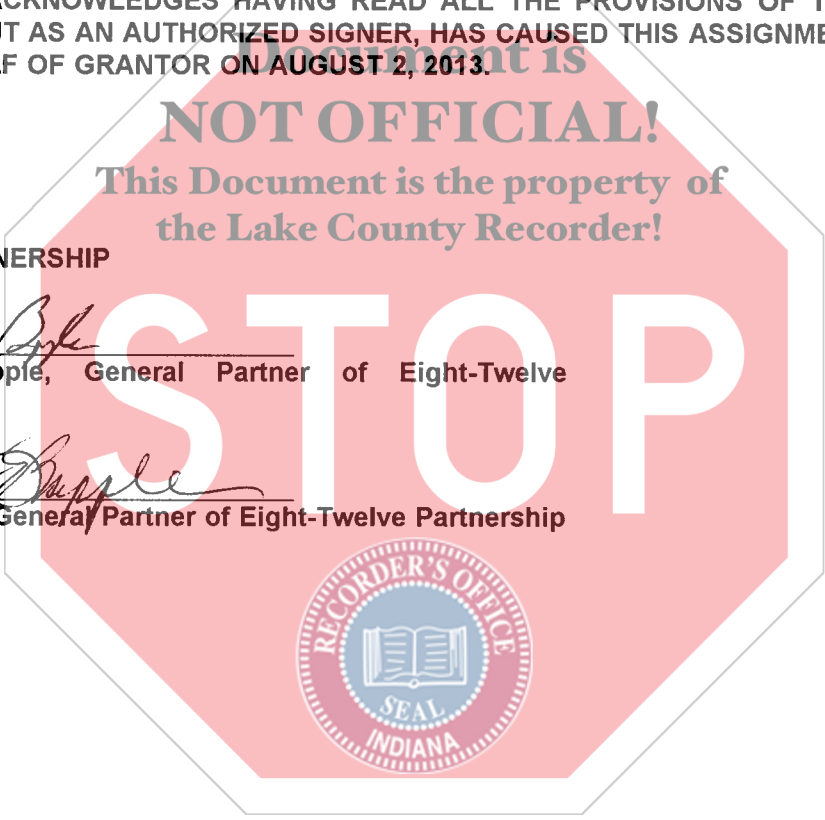 ACKNOWLEDGES HAVING READ ALL THE PROVISIONS OF
UT AS AN AUTHORIZED SIGNER, HAS CAUSED THIS ASSIGNME
F OF GRANTOR ON AUGUST 2, 2013.
Document is
NOT OFFICIAL!
This Document is the property of
the Lake County Recorder!
NERSHIP
STOP
pple, General Partner of Eight-Twelve
General Partner of Eight-Twelve Partnership
RECORDER'S OFFICE
SEAL
INDIANA